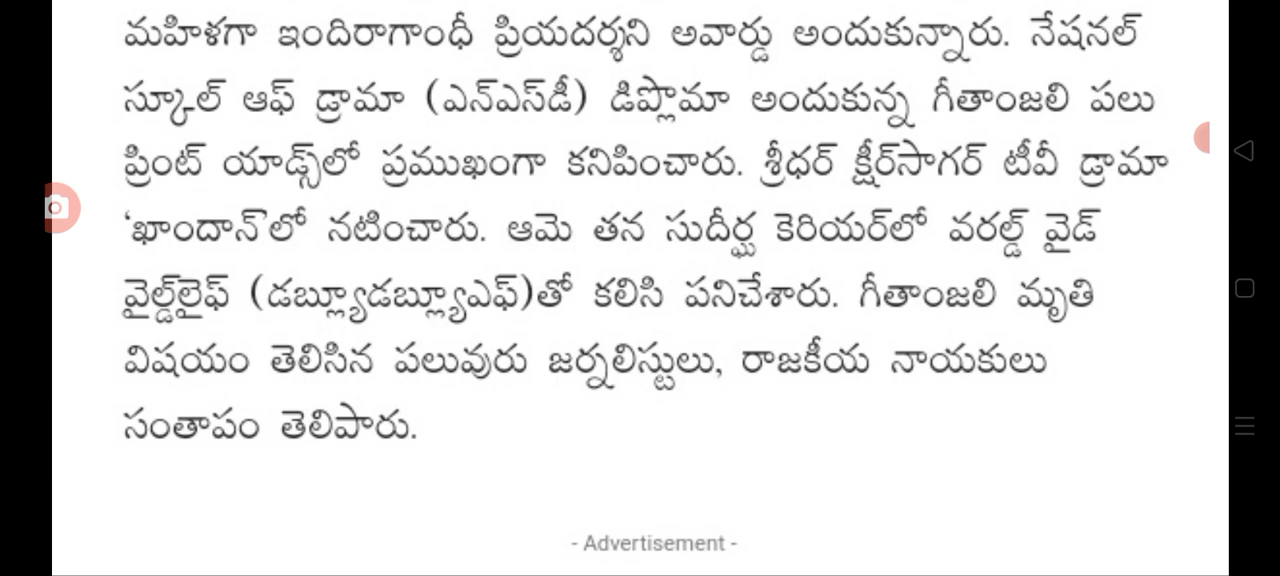 మహిళగా ఇందిరాగాంధీ ప్రియదర్శని అవార్డు అందుకున్నారు. నేషనల్
స్కూల్ ఆఫ్ డ్రామా (ఎన్ఎస్‌డీ) డిప్లొమా అందుకున్న గీతాంజలి పలు
ప్రింట్ యాడ్స్‌లో ప్రముఖంగా కనిపించారు. శ్రీధర్ క్షీర్‌సాగర్ టీవీ డ్రామా
‘ఖాందాన్’లో నటించారు. ఆమె తన సుదీర్ఘ కెరియర్‌లో వరల్డ్ వైడ్
వైల్డ్‌లైఫ్ (డబ్ల్యూడబ్ల్యూఎఫ్)తో కలిసి పనిచేశారు. గీతాంజలి మృతి
విషయం తెలిసిన పలువురు జర్నలిస్టులు, రాజకీయ నాయకులు
సంతాపం తెలిపారు.
- Advertisement -